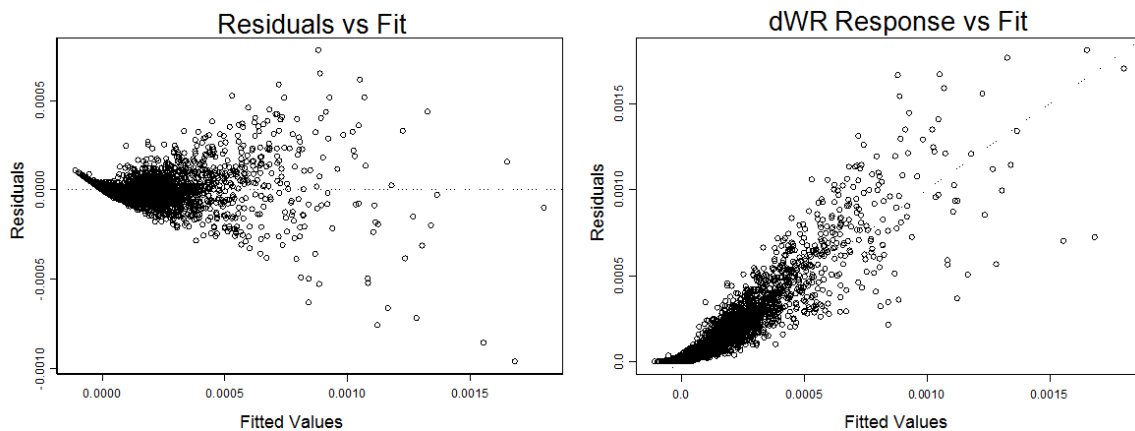 Residuals vs Fit
Residuals
0.0005
0.0000
-0.0005
-0.0010
0.0000 0.0005 0.0010 0.0015
Fitted Values
dWR Response vs Fit
Residuals
0.0015
0.0010
0.0005
0.0
0.0 0.0005 0.0010 0.0015
Fitted Values